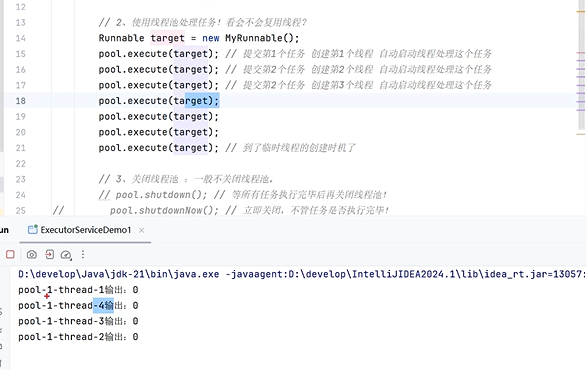 12
13 // 2、使用线程池处理任务！看会不会复用线程？
14 Runnable target = new MyRunnable();
15 pool.execute(target); // 提交第1个任务 创建第1个线程 自动启动线程处理这个任务
16 pool.execute(target); // 提交第2个任务 创建第2个线程 自动启动线程处理这个任务
17 pool.execute(target); // 提交第2个任务 创建第3个线程 自动启动线程处理这个任务
18 pool.execute(target);
19 pool.execute(target);
20 pool.execute(target);
21 pool.execute(target); // 到了临时线程的创建时机了
22
23 // 3、关闭线程池 ：一般不关闭线程池。
24 // pool.shutdown(); // 等所有任务执行完毕后再关闭线程池！
25 // pool.shutdownNow(); // 立即关闭，不管任务是否执行完毕！
un ExecutorServiceDemo1 ×
D:\develop\Java\jdk-21\bin\java.exe -javaagent:D:\develop\IntelliJIDEA2024.1\lib\idea_rt.jar=13057:
pool-1-thread-1输出：0
pool-1-thread-4输出：0
pool-1-thread-3输出：0
pool-1-thread-2输出：0